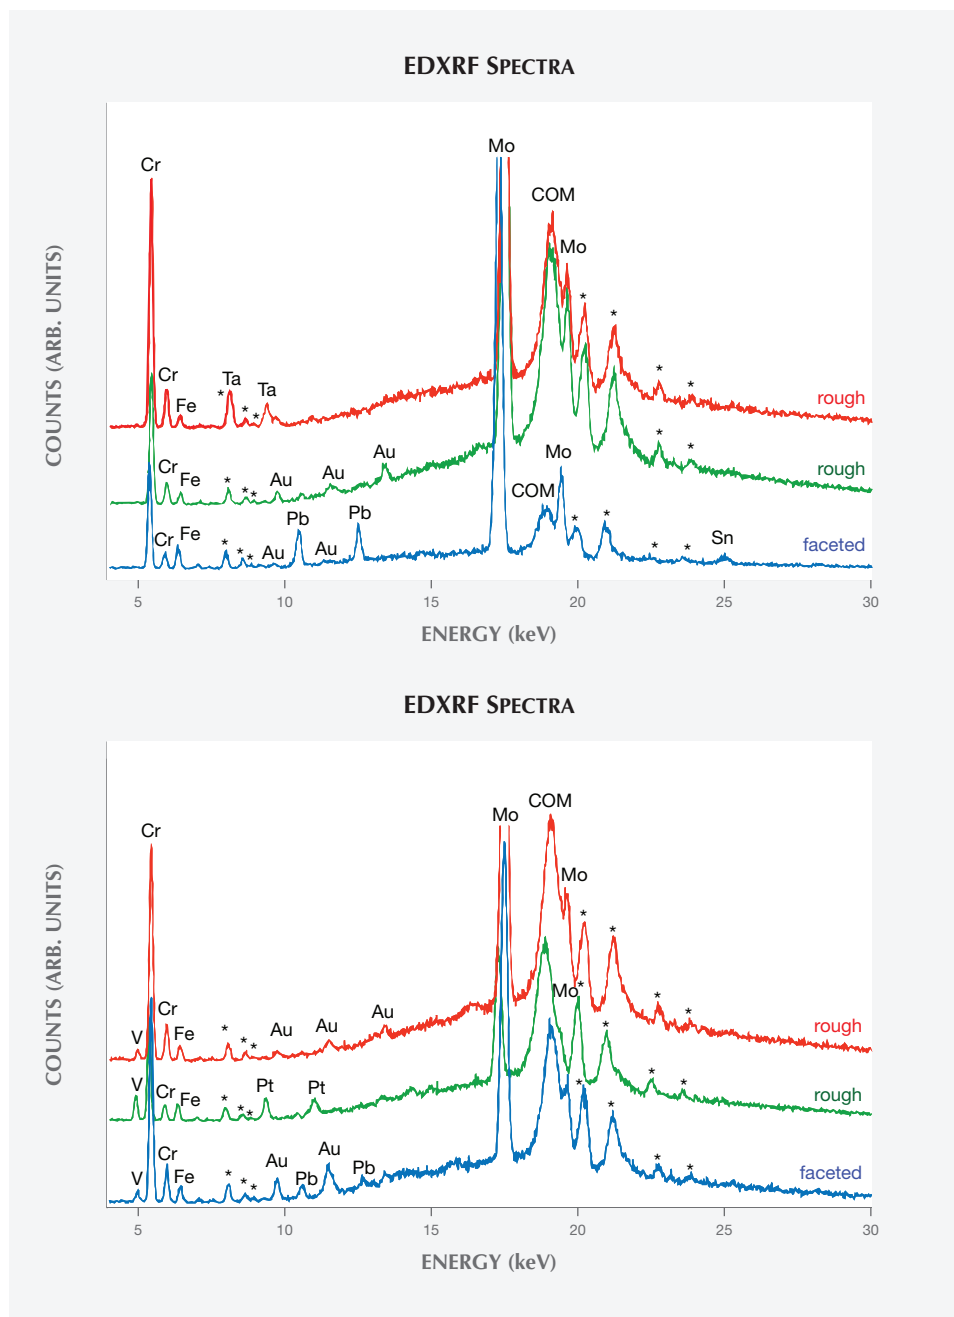 EDXRF SPECTRA
COUNTS (ARB. UNITS)
Mo
Cr
COM
Mo
*
*
Cr
Ta
*
Ta
*
*
rough
Fe
*
*
Au
Au
Au
*
*
rough
Cr
Fe
*
*
*
Mo
COM
Pb
Pb
*
*
Sn
faceted
Cr
Fe
*
*
*
Au
Au
*
*
5 10 15 20 25 30
ENERGY (keV)
EDXRF SPECTRA
COUNTS (ARB. UNITS)
COM
Mo
Cr
Mo
*
*
Cr
V
Fe
*
*
*
Au
Au
Au
*
*
rough
Mo
*
*
V
Cr
Fe
*
*
*
Pt
Pt
*
*
rough
*
*
V
Cr
Fe
*
*
*
Au
Pb
Au
Pb
*
*
faceted
5 10 15 20 25 30
ENERGY (keV)